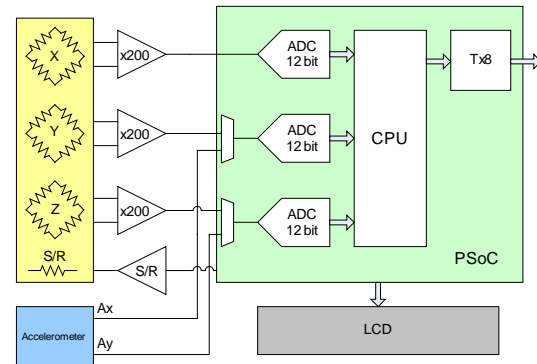 X
x200
ADC
12 bit
Tx8
Y
x200
ADC
12 bit
CPU
Z
x200
ADC
12 bit
S/R
S/R
PSoC
Ax
Accelerometer
Ay
LCD